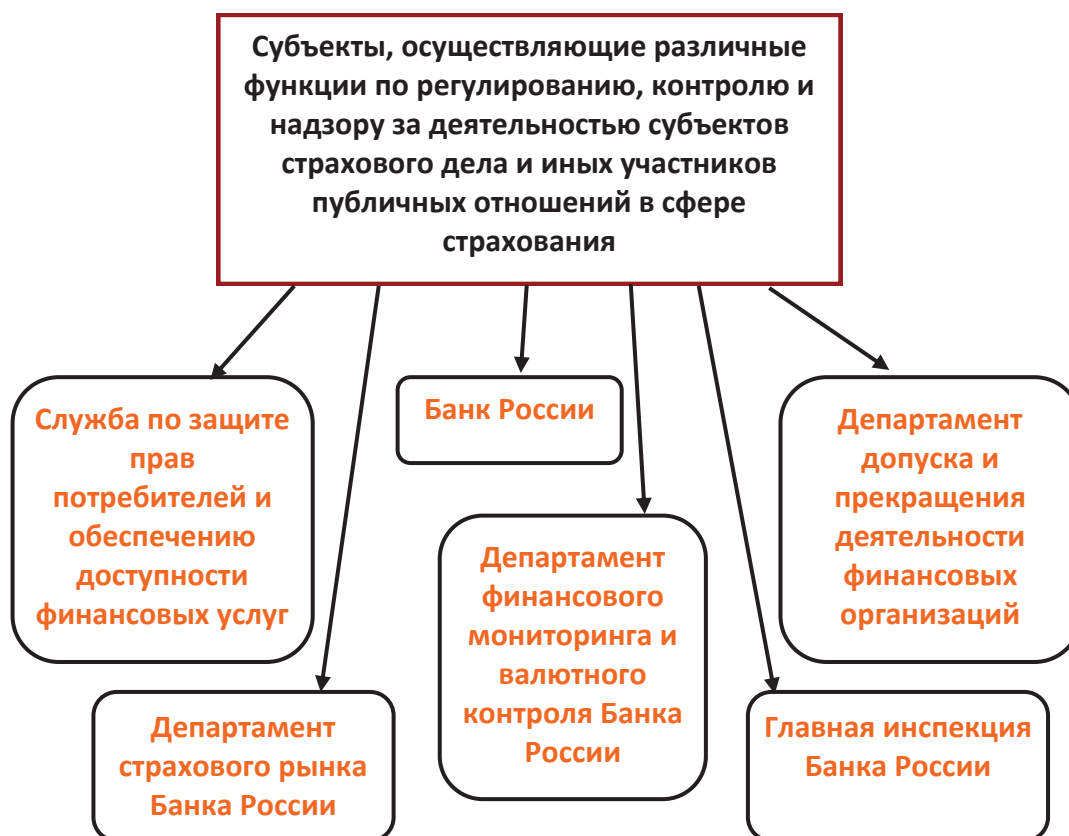 Субъекты, осуществляющие различные
функции по регулированию, контролю и
надзору за деятельностью субъектов
страхового дела и иных участников
публичных отношений в сфере
страхования
Служба по защите
прав
потребителей и
обеспечению
доступности
финансовых услуг
Банк России
Департамент
допуска и
прекращения
деятельности
финансовых
организаций
Департамент
финансового
мониторинга и
валютного
контроля Банка
России
Департамент
страхового рынка
Банка России
Главная инспекция
Банка России